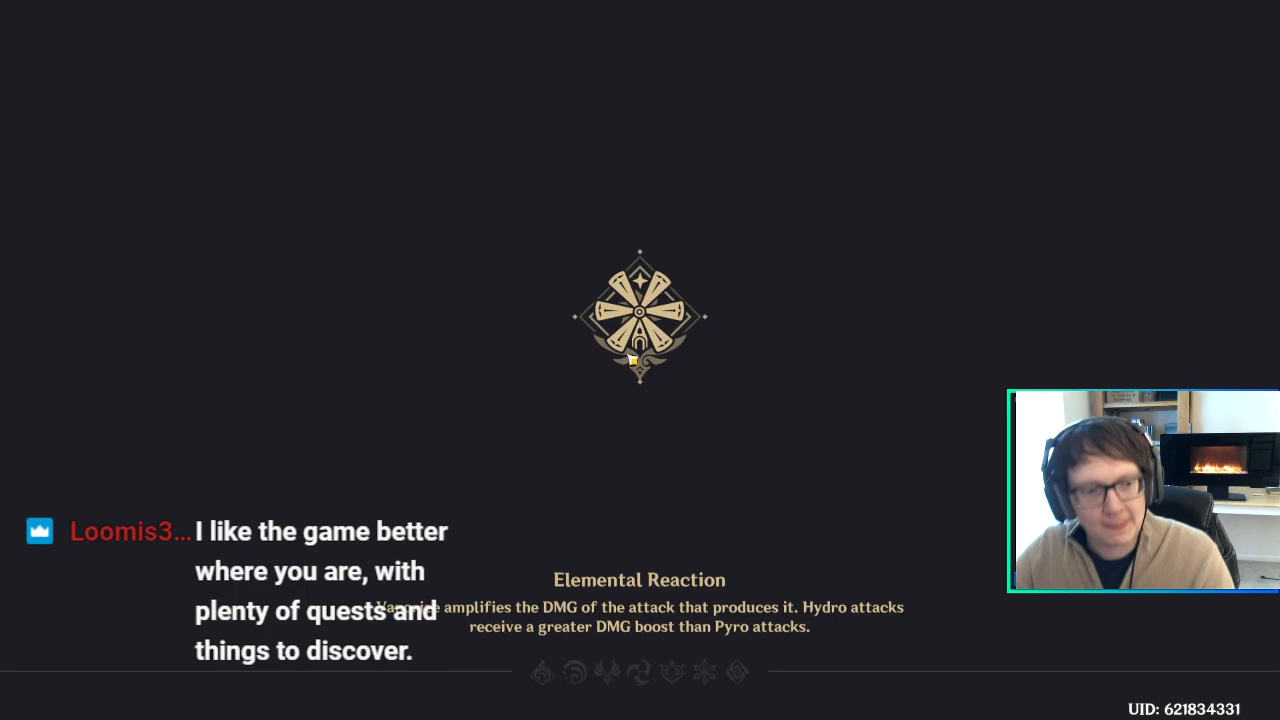 Loomis3... I like the game better
where you are, with
plenty of quests and
things to discover.
Elemental Reaction
amplifies the DMG of the attack that produces it. Hydro attacks
receive a greater DMG boost than Pyro attacks.
UID: 621834331